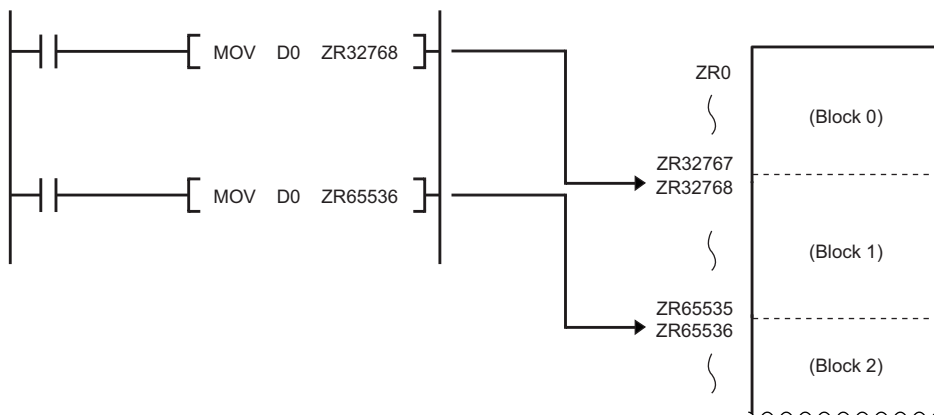 MOV D0 ZR32768
MOV D0 ZR65536
ZR0
(Block 0)
ZR32767
ZR32768
(Block 1)
ZR65535
ZR65536
(Block 2)